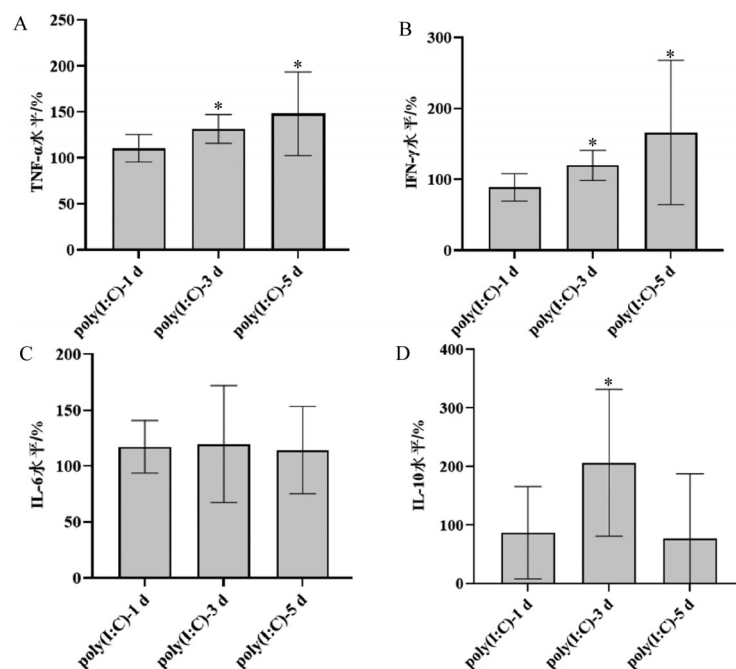 A
TNF-α水平/%
250
200
150
100
50
0
*
*
poly(I:C)-1 d
poly(I:C)-3 d
poly(I:C)-5 d
B
IFN-γ水平/%
300
200
100
0
*
*
poly(I:C)-1 d
poly(I:C)-3 d
poly(I:C)-5 d
C
IL-6水平/%
200
150
100
50
0
poly(I:C)-1 d
poly(I:C)-3 d
poly(I:C)-5 d
D
IL-10水平/%
400
300
200
100
0
*
poly(I:C)-1 d
poly(I:C)-3 d
poly(I:C)-5 d